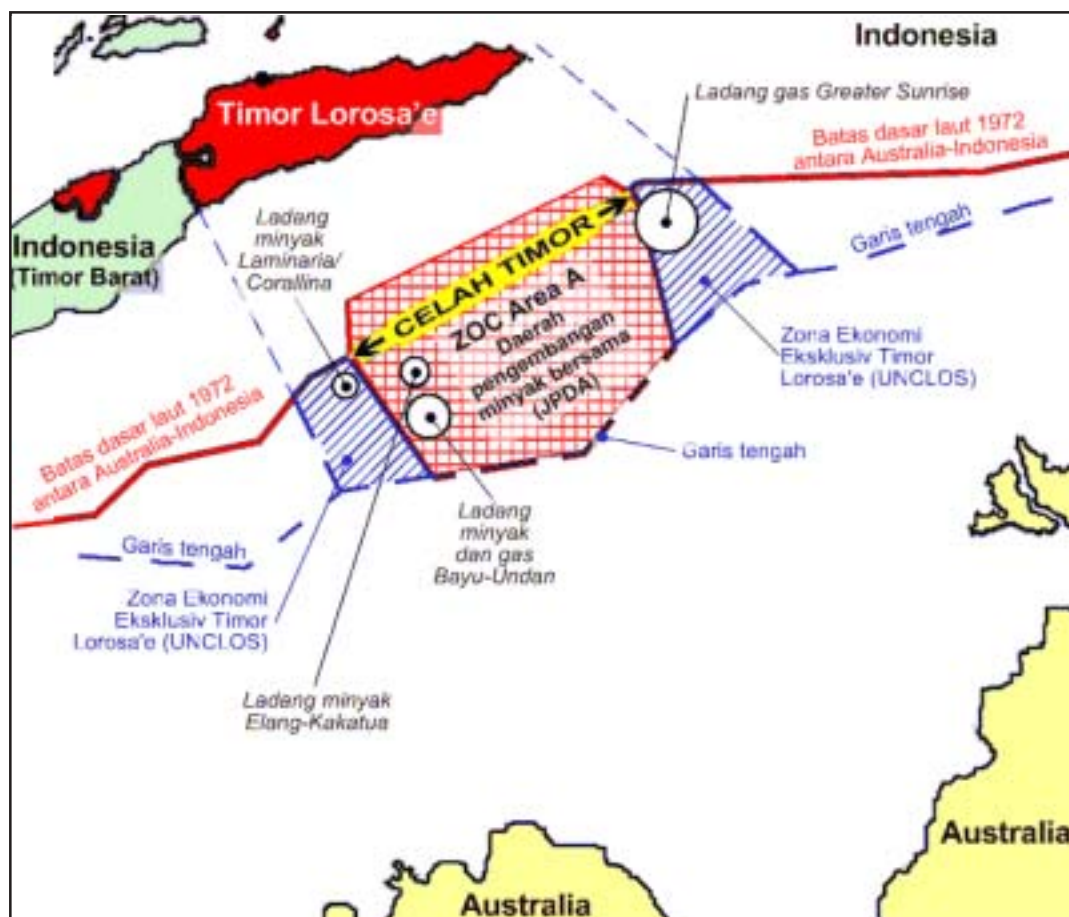 Indonesia
Ladang gas Greater Sunrise
Timor Lorosa'e
Batas dasar laut 1972
antara Australia-Indonesia
Ladang
minyak
Laminaria/
Corallina
Garis tengah
Indonesia
(Timor Barat)
CELAH TIMOR
ZOC Area A
Daerah
pengembangan
minyak bersama
(JPDA)
Zona Ekonomi
Eksklusiv Timor
Lorosa'e (UNCLOS)
Batas dasar laut 1972
antara Australia-Indonesia
Garis tengah
Ladang
minyak
dan gas
Bayu-Undan
Garis tengah
Zona Ekonomi
Eksklusiv Timor
Lorosa'e (UNCLOS)
Ladang minyak
Elang-Kakatua
Australia
Australia